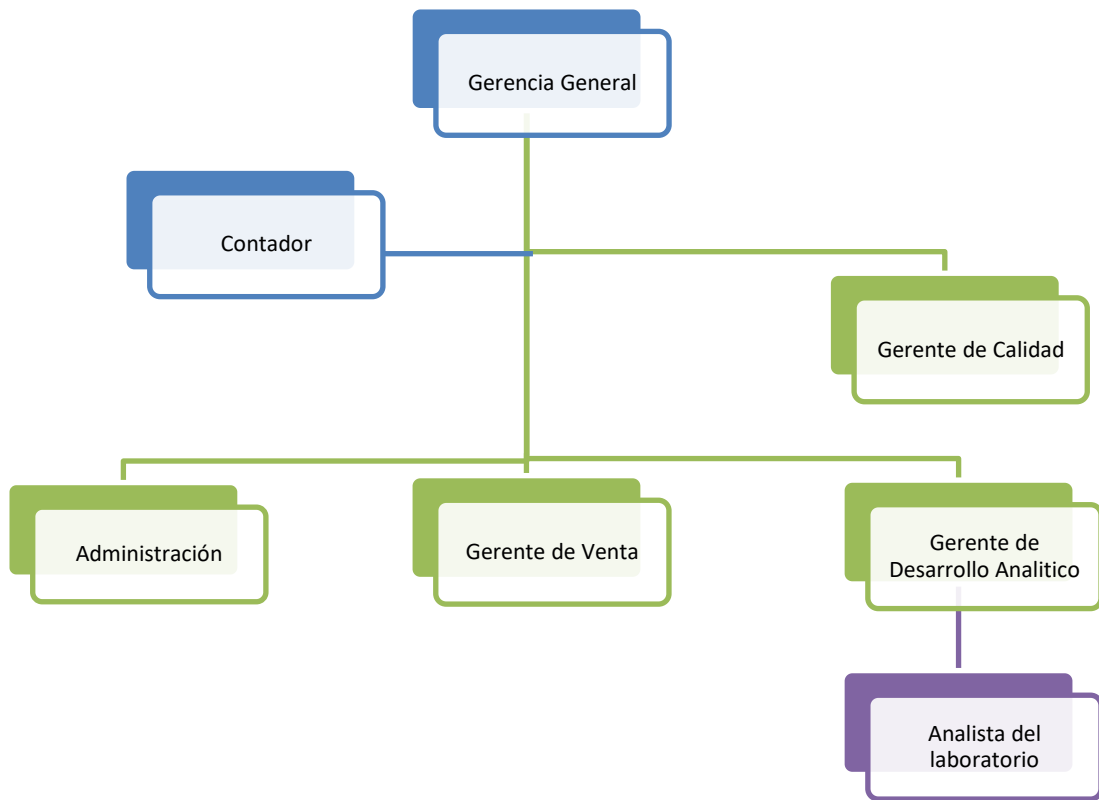 Gerencia General
Contador
Gerente de Calidad
Administración
Gerente de Venta
Gerente de
Desarrollo Analitico
Analista del
laboratorio